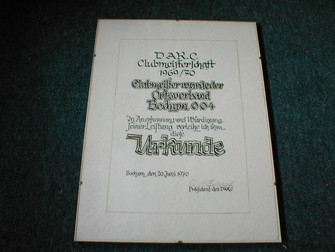 D.A.R.C
Clubmeisterschaft
1969/70
Clubmeister wurde der
Ortsverband
Bochum 004
In Anerkennung und Würdigung
seiner Leistung verleihe ich ihm
diese
Urkunde
Bochum, den 20. Juni 1970
Präsident des DARC